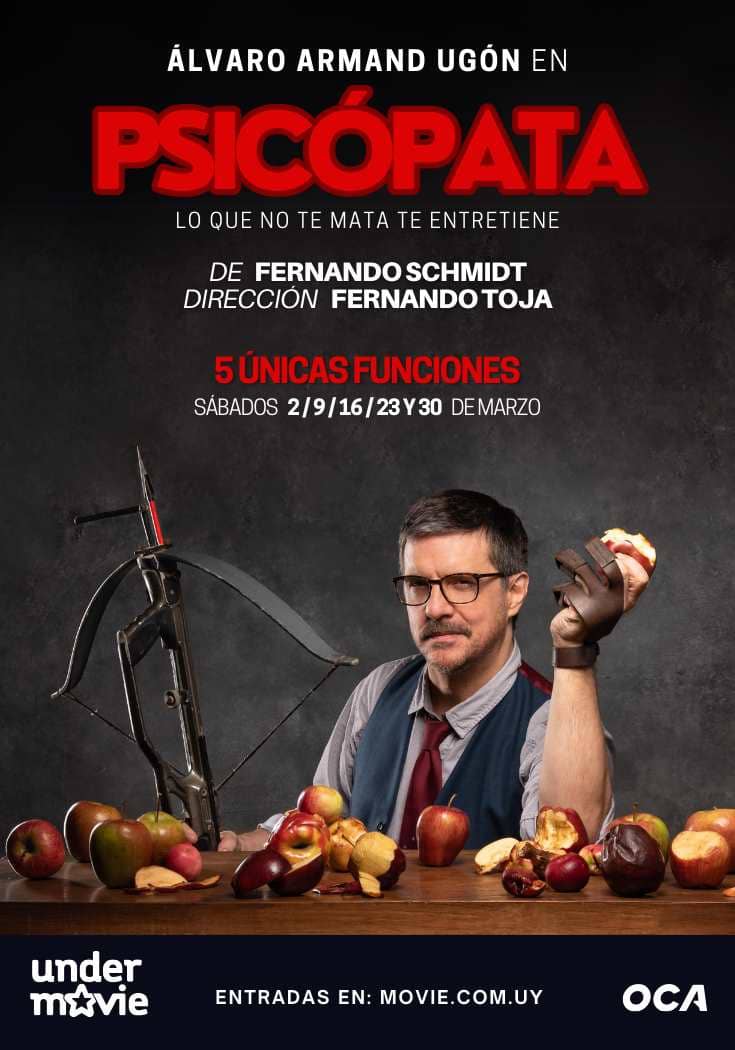 ÁLVARO ARMAND UGÓN EN
PSICÓPATA
LO QUE NO TE MATA TE ENTRETIENE
DE FERNANDO SCHMIDT
DIRECCIÓN FERNANDO TOJA
5 ÚNICAS FUNCIONES
SÁBADOS 2/9/16/23 Y 30 DE MARZO
under
movie
ENTRADAS EN: MOVIE.COM.UY
OCA